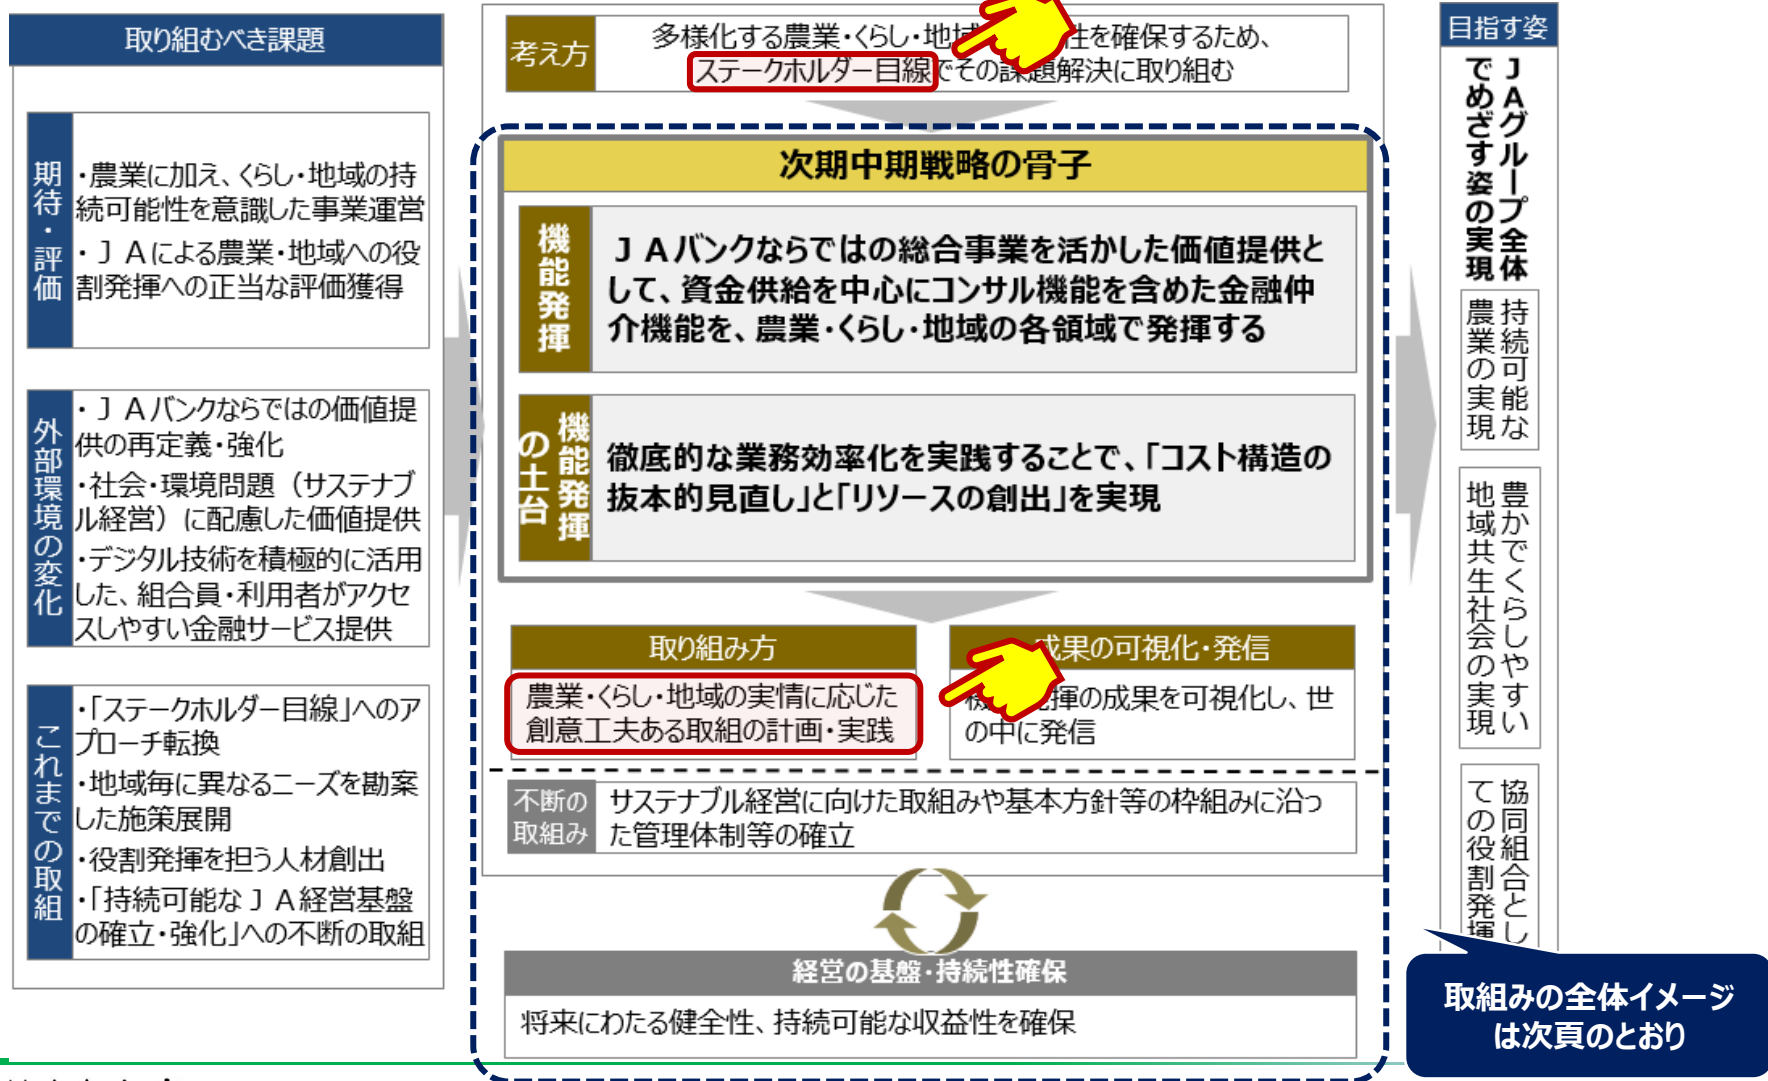 取り組むべき課題
期待・評価
・農業に加え、くらし・地域の持
続可能性を意識した事業運営
・ＪＡによる農業・地域への役
割発揮への正当な評価獲得
外部環境の変化
・ＪＡバンクならではの価値提
供の再定義・強化
・社会・環境問題（サステナブ
ル経営）に配慮した価値提供
・デジタル技術を積極的に活用
した、組合員・利用者がアクセ
スしやすい金融サービス提供
これまでの取組
・「ステークホルダー目線」へのア
プローチ転換
・地域毎に異なるニーズを勘案
した施策展開
・役割発揮を担う人材創出
・「持続可能なＪＡ経営基盤
の確立・強化」への不断の取組
考え方
多様化する農業・くらし・地 性を確保するため、
ステークホルダー目線でその課題解決に取り組む
次期中期戦略の骨子
機能発揮
ＪＡバンクならではの総合事業を活かした価値提供と
して、資金供給を中心にコンサル機能を含めた金融仲
介機能を、農業・くらし・地域の各領域で発揮する
機能発揮
の土台
徹底的な業務効率化を実践することで、「コスト構造の
抜本的見直し」と「リソースの創出」を実現
取り組み方
農業・くらし・地域の実情に応じた
創意工夫ある取組の計画・実践
成果の可視化・発信
揮の成果を可視化し、世
の中に発信
不断の
取組み
サステナブル経営に向けた取組みや基本方針等の枠組みに沿っ
た管理体制等の確立
経営の基盤・持続性確保
将来にわたる健全性、持続可能な収益性を確保
目指す姿
ＪＡグループ全体
でめざす姿の実現
持続可能な
農業の実現
豊かでくらしやすい
地域共生社会の実現
協同組合とし
ての役割発揮
取組みの全体イメージ
は次頁のとおり